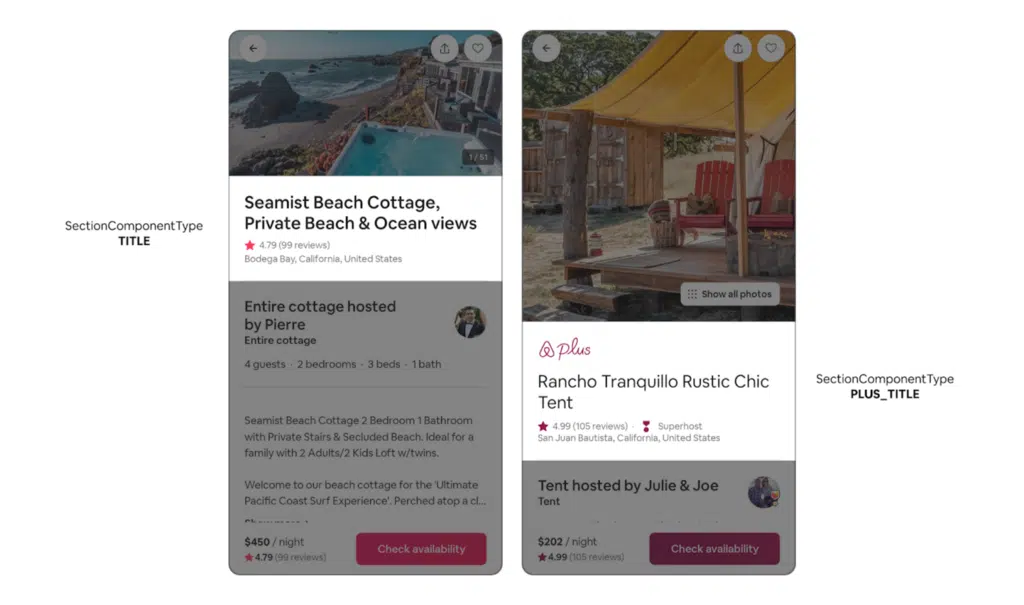 SectionComponentType
TITLE
1 / 51
Seamist Beach Cottage,
Private Beach & Ocean views
4.79 (99 reviews)
Bodega Bay, California, United States
Entire cottage hosted
by Pierre
Entire cottage
4 guests · 2 bedrooms · 3 beds · 1 bath
Seamist Beach Cottage 2 Bedroom 1 Bathroom
with Private Stairs & Secluded Beach. Ideal for a
family with 2 Adults/2 Kids Loft w/twins.
Welcome to our beach cottage for the 'Ultimate
Pacific Coast Surf Experience'. Perched atop a cl...
$450 / night
4.79 (99 reviews)
Check availability
Show all photos
plus
Rancho Tranquillo Rustic Chic
Tent
4.99 (105 reviews) · Superhost
San Juan Bautista, California, United States
Tent hosted by Julie & Joe
Tent
$202 / night
4.99 (105 reviews)
Check availability
SectionComponentType
PLUS_TITLE